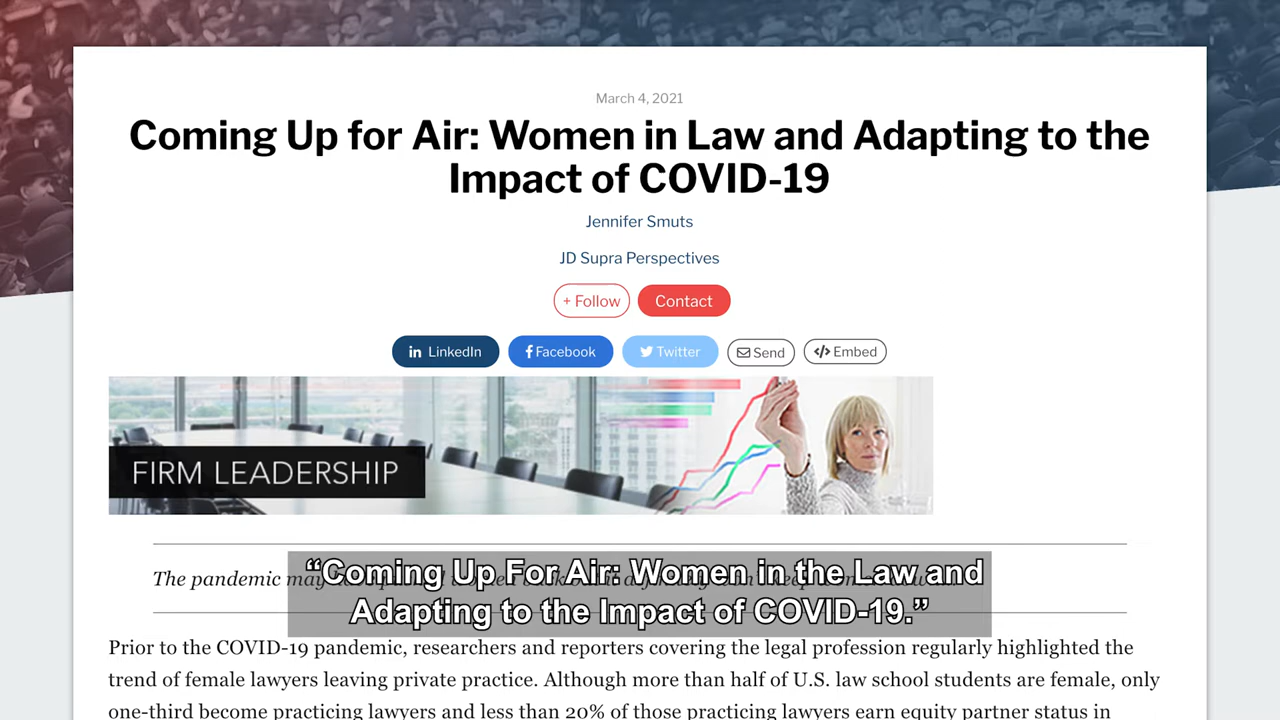 March 4, 2021
Coming Up for Air: Women in Law and Adapting to the
Impact of COVID-19
Jennifer Smuts
JD Supra Perspectives
+ Follow Contact
in LinkedIn Facebook Twitter Send </> Embed
FIRM LEADERSHIP
The pandemic may
“Coming Up For Air: Women in the Law and
Adapting to the Impact of COVID-19.”
Prior to the COVID-19 pandemic, researchers and reporters covering the legal profession regularly highlighted the
trend of female lawyers leaving private practice. Although more than half of U.S. law school students are female, only
one-third become practicing lawyers and less than 20% of those practicing lawyers earn equity partner status in